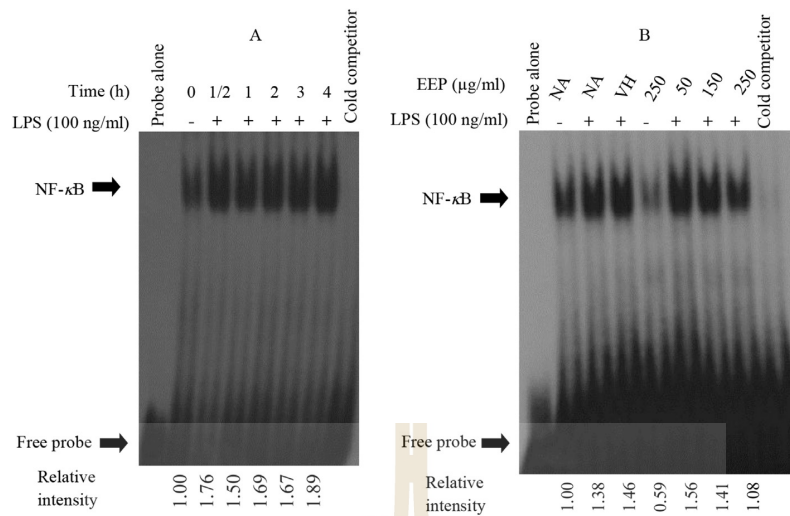 A
Probe alone
Time (h) 0 1/2 1 2 3 4
Cold competitor
LPS (100 ng/ml) - + + + + +
NF-κB
Free probe
Relative intensity
1.00 1.76 1.50 1.69 1.67 1.89
B
Probe alone
EEP (µg/ml) NA NA VH 250 50 150 250
Cold competitor
LPS (100 ng/ml) - + + - + + +
NF-κB
Free probe
Relative intensity
1.00 1.38 1.46 0.59 1.56 1.41 1.08